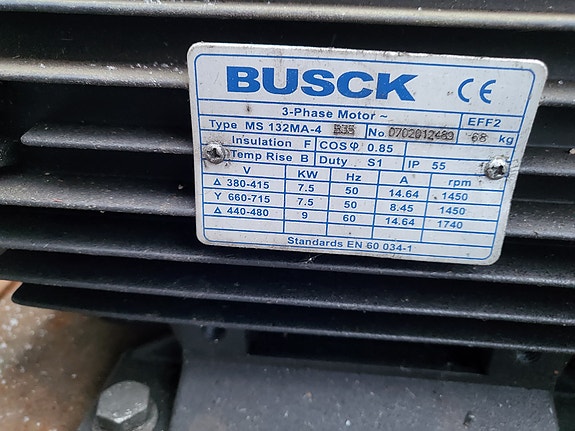 BUSCK CE
3-Phase Motor ~ EFF2
Type MS 132MA-4 B35 No 0702012489 68 kg
Insulation F COS φ 0.85
Temp Rise B Duty S1 IP 55
V KW Hz A rpm
Δ 380-415 7.5 50 14.64 1450
Y 660-715 7.5 50 8.45 1450
Δ 440-480 9 60 14.64 1740
Standards EN 60 034-1